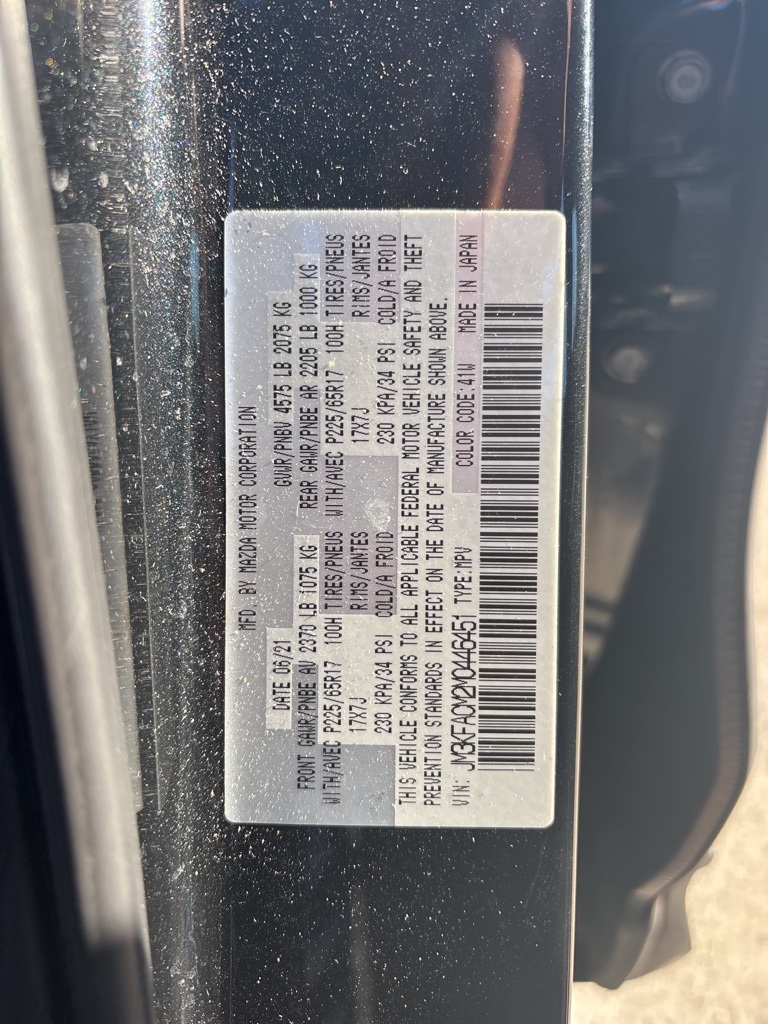 MFD. BY MAZDA MOTOR CORPORATION
DATE 06/21 GVWR/PNBV 4575 LB 2075 KG
FRONT GAWR/PNBE AV 2370 LB 1075 KG REAR GAWR/PNBE AR 2205 LB 1000 KG
WITH/AVEC P225/65R17 100H TIRES/PNEUS WITH/AVEC P225/65R17 100H TIRES/PNEUS
17X7J RIMS/JANTES 17X7J RIMS/JANTES
230 KPA/34 PSI COLD/A FROID 230 KPA/34 PSI COLD/A FROID
THIS VEHICLE CONFORMS TO ALL APPLICABLE FEDERAL MOTOR VEHICLE SAFETY AND THEFT
PREVENTION STANDARDS IN EFFECT ON THE DATE OF MANUFACTURE SHOWN ABOVE.
VIN: JM3KFACM2M0446451 TYPE:MPV COLOR CODE:41W MADE IN JAPAN